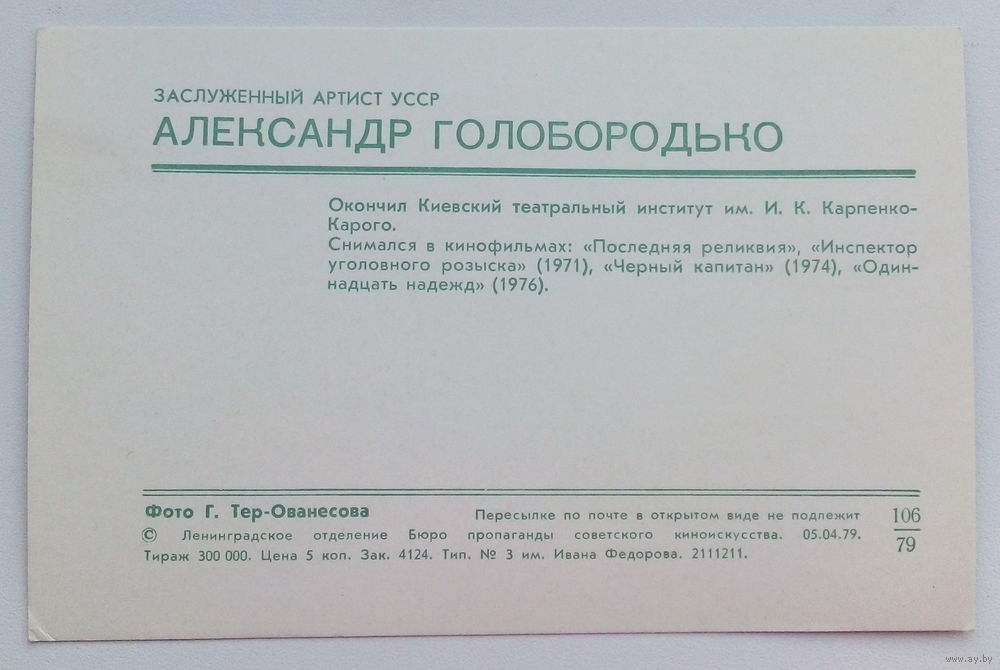 ЗАСЛУЖЕННЫЙ АРТИСТ УССР
АЛЕКСАНДР ГОЛОБОРОДЬКО
Окончил Киевский театральный институт им. И. К. Карпенко-
Карого.
Снимался в кинофильмах: «Последняя реликвия», «Инспектор
уголовного розыска» (1971), «Черный капитан» (1974), «Один-
надцать надежд» (1976).
Фото Г. Тер-Ованесова
Пересылке по почте в открытом виде не подлежит
106
79
© Ленинградское отделение Бюро пропаганды советского киноискусства. 05.04.79.
Тираж 300 000. Цена 5 коп. Зак. 4124. Тип. № 3 им. Ивана Федорова. 2111211.
www.ay.by